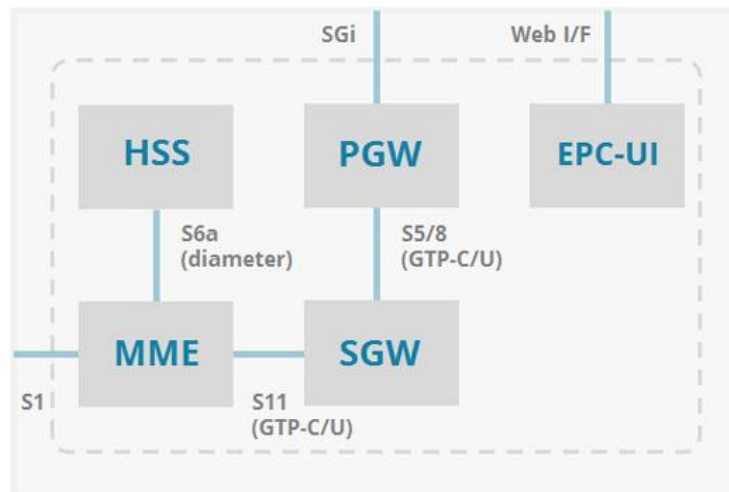 SGi
Web I/F
HSS
PGW
EPC-UI
S6a
(diameter)
S5/8
(GTP-C/U)
MME
SGW
S1
S11
(GTP-C/U)